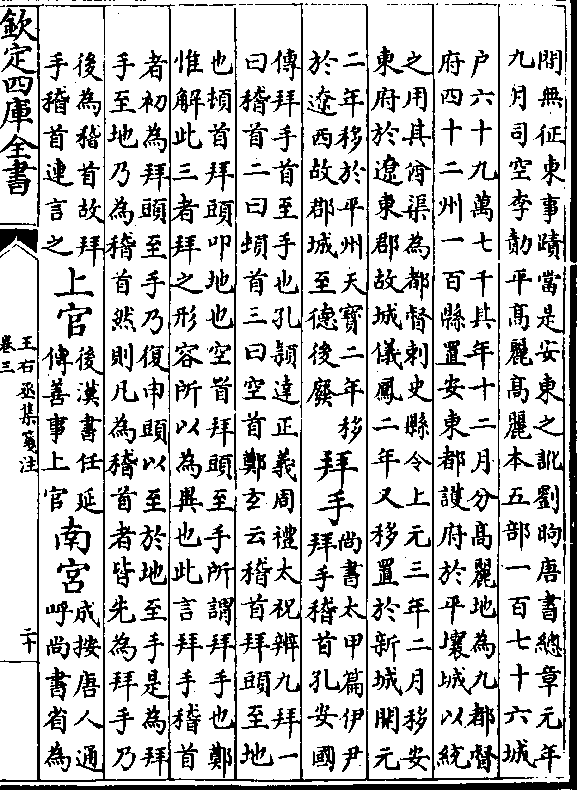 間無征東事蹟當是安東之訛劉昫唐書總章元年
九月司空李勣平高麗高麗本五部一百七十六城
户六十九萬七千其年十二月分高麗地為九都督
府四十二州一百縣置安東都護府於平壤城以統
之用其酋渠為都督刺史縣令上元三年二月移安
東府於遼東郡故城儀鳳二年又移置於新城開元
二年移於平州天寶二年移
於遼西故郡城至德後廢
拜手
尚書太甲篇伊尹
拜手稽首孔安國
傳拜手首至手也孔頴達正義周禮太祝辨九拜一
曰稽首二曰頓首三曰空首鄭玄云稽首拜頭至地
也頓首拜頭叩地也空首拜頭至手所謂拜手也鄭
惟解此三者拜之形容所以為異也此言拜手稽首
者初為拜頭至手乃復申頭以至於地至手是為拜
手至地乃為稽首然則凡為稽首者皆先為拜手乃
後為稽首故拜
手稽首連言之
上官
後漢書任延
傳善事上官
南宮
成按唐人通
呼尚書省為
欽定四庫全書
王右丞集箋注
卷三
二十